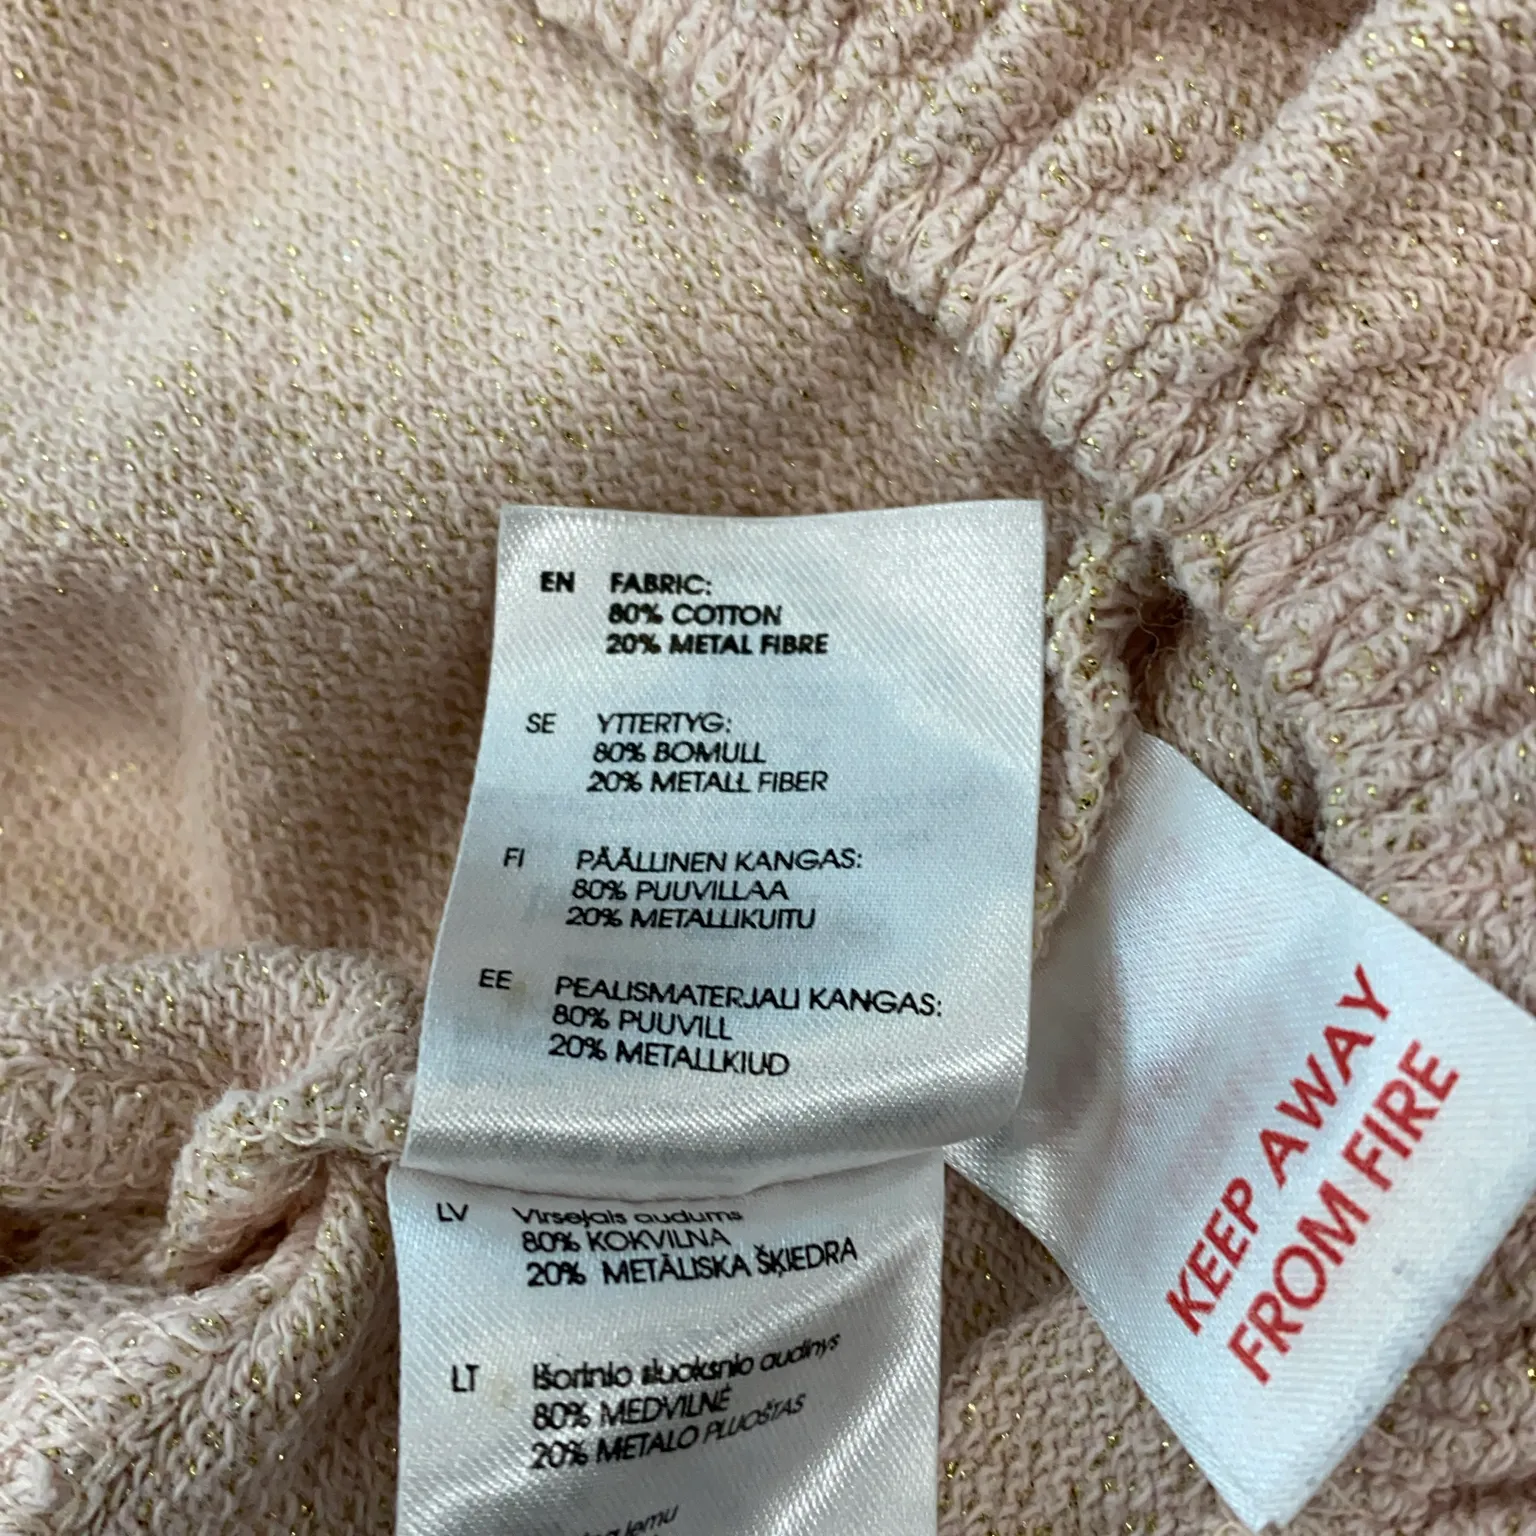 EN FABRIC:
80% COTTON
20% METAL FIBRE
SE YTTERTYG:
80% BOMULL
20% METALL FIBER
FI PÄÄLLINEN KANGAS:
80% PUUVILLAA
20% METALLIKUITU
EE PEALISMATERJALI KANGAS:
80% PUUVILL
20% METALLKIUD
LV Virsējais audums
80% KOKVILNA
20% METĀLISKA ŠĶIEDRA
LT Išorinio sluoksnio audinys
80% MEDVILNĖ
20% METALO PLUOŠTAS
KEEP AWAY
FROM FIRE